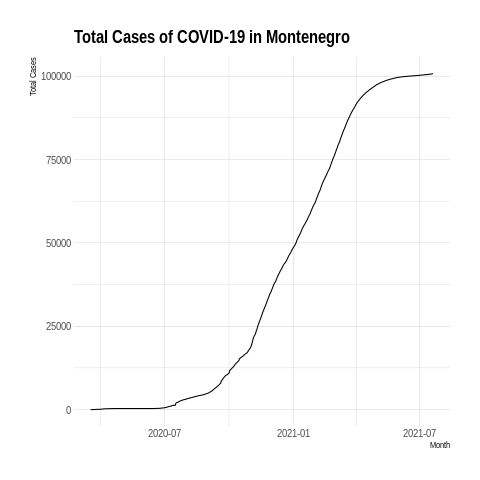 Total Cases of COVID-19 in Montenegro
Total Cases
100000
75000
50000
25000
0
2020-07
2021-01
2021-07
Month